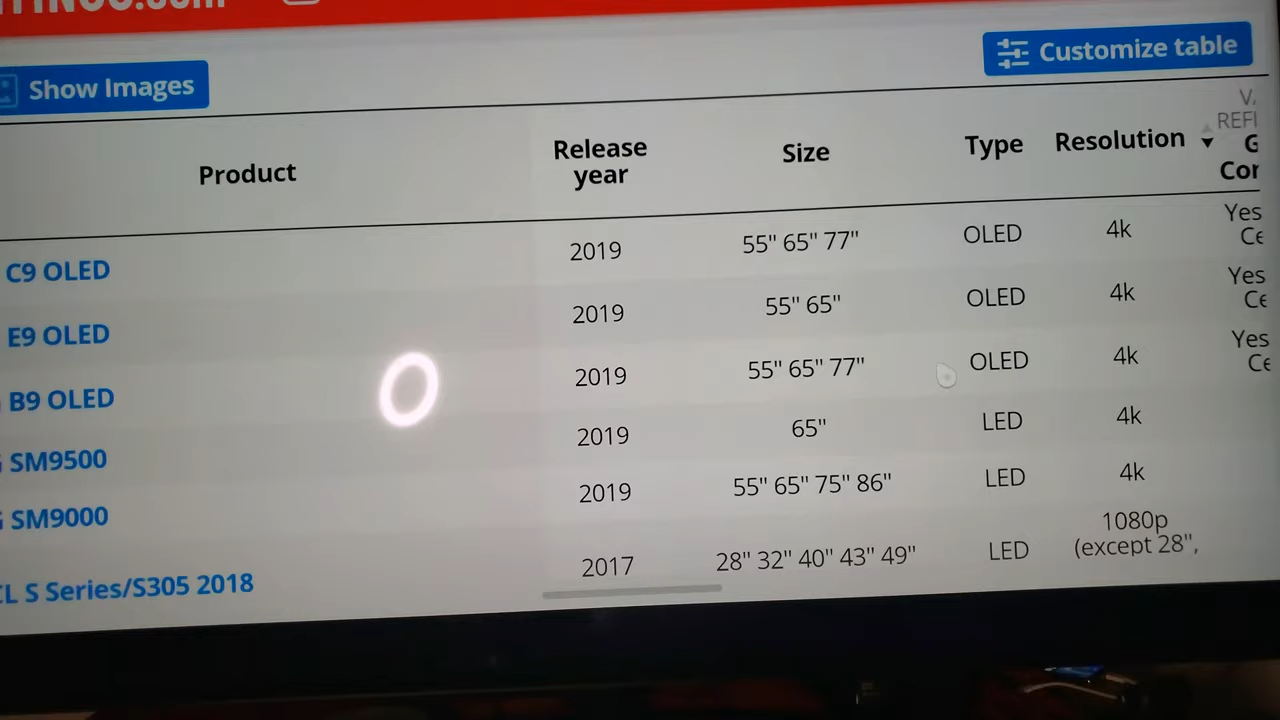 Show Images
Customize table
Product
Release year
Size
Type
Resolution
C9 OLED 2019 55" 65" 77" OLED 4k Yes
E9 OLED 2019 55" 65" OLED 4k Yes
B9 OLED 2019 55" 65" 77" OLED 4k Yes
SM9500 2019 65" LED 4k
SM9000 2019 55" 65" 75" 86" LED 4k
S Series/S305 2018 2017 28" 32" 40" 43" 49" LED 1080p
(except 28",